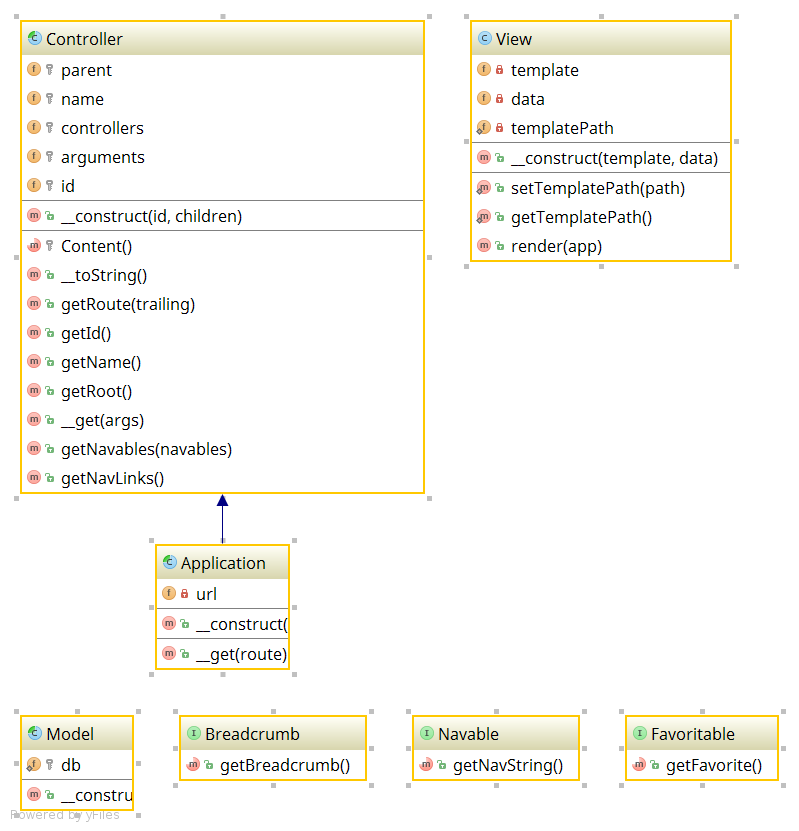 Controller
parent
name
controllers
arguments
id
__construct(id, children)
Content()
__toString()
getRoute(trailing)
getId()
getName()
getRoot()
__get(args)
getNavables(navables)
getNavLinks()
View
template
data
templatePath
__construct(template, data)
setTemplatePath(path)
getTemplatePath()
render(app)
Application
url
__construct(
__get(route)
Model
db
__constru
Breadcrumb
getBreadcrumb()
Navable
getNavString()
Favoritable
getFavorite()
Powered by yFiles